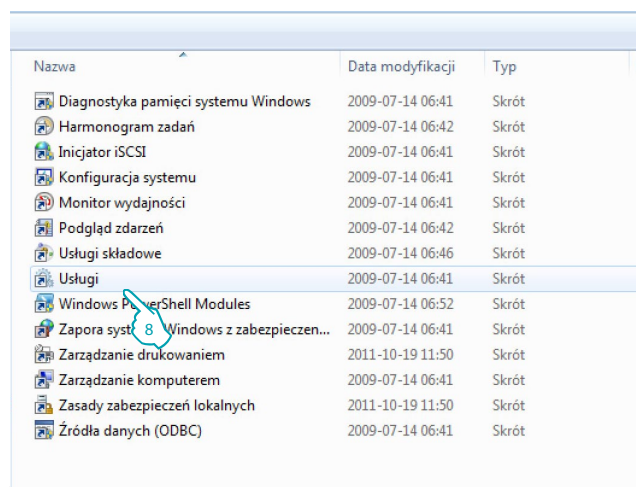 Nazwa Data modyfikacji Typ
Diagnostyka pamięci systemu Windows 2009-07-14 06:41 Skrót
Harmonogram zadań 2009-07-14 06:42 Skrót
Inicjator iSCSI 2009-07-14 06:41 Skrót
Konfiguracja systemu 2009-07-14 06:41 Skrót
Monitor wydajności 2009-07-14 06:41 Skrót
Podgląd zdarzeń 2009-07-14 06:42 Skrót
Usługi składowe 2009-07-14 06:46 Skrót
Usługi 2009-07-14 06:41 Skrót
Windows PowerShell Modules 2009-07-14 06:52 Skrót
8
Zapora Windows z zabezpieczen... 2009-07-14 06:41 Skrót
Zarządzanie drukowaniem 2011-10-19 11:50 Skrót
Zarządzanie komputerem 2009-07-14 06:41 Skrót
Zasady zabezpieczeń lokalnych 2011-10-19 11:50 Skrót
Źródła danych (ODBC) 2009-07-14 06:41 Skrót